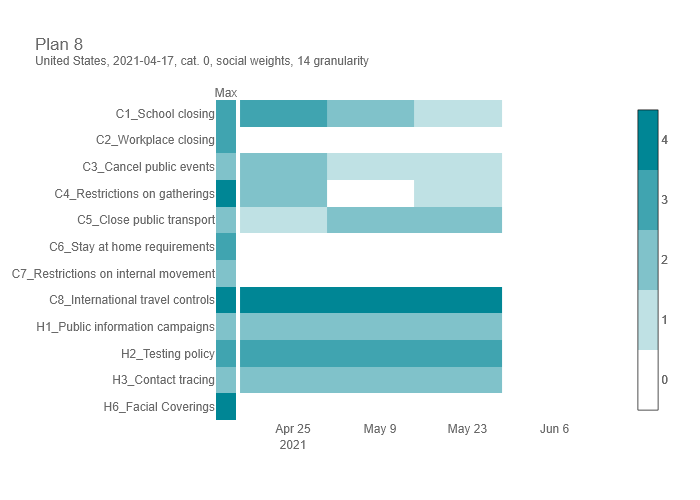 Plan 8
United States, 2021-04-17, cat. 0, social weights, 14 granularity
Max
C1_School closing
C2_Workplace closing
C3_Cancel public events
C4_Restrictions on gatherings
C5_Close public transport
C6_Stay at home requirements
C7_Restrictions on internal movement
C8_International travel controls
H1_Public information campaigns
H2_Testing policy
H3_Contact tracing
H6_Facial Coverings
Apr 25 May 9 May 23 Jun 6
2021
4
3
2
1
0